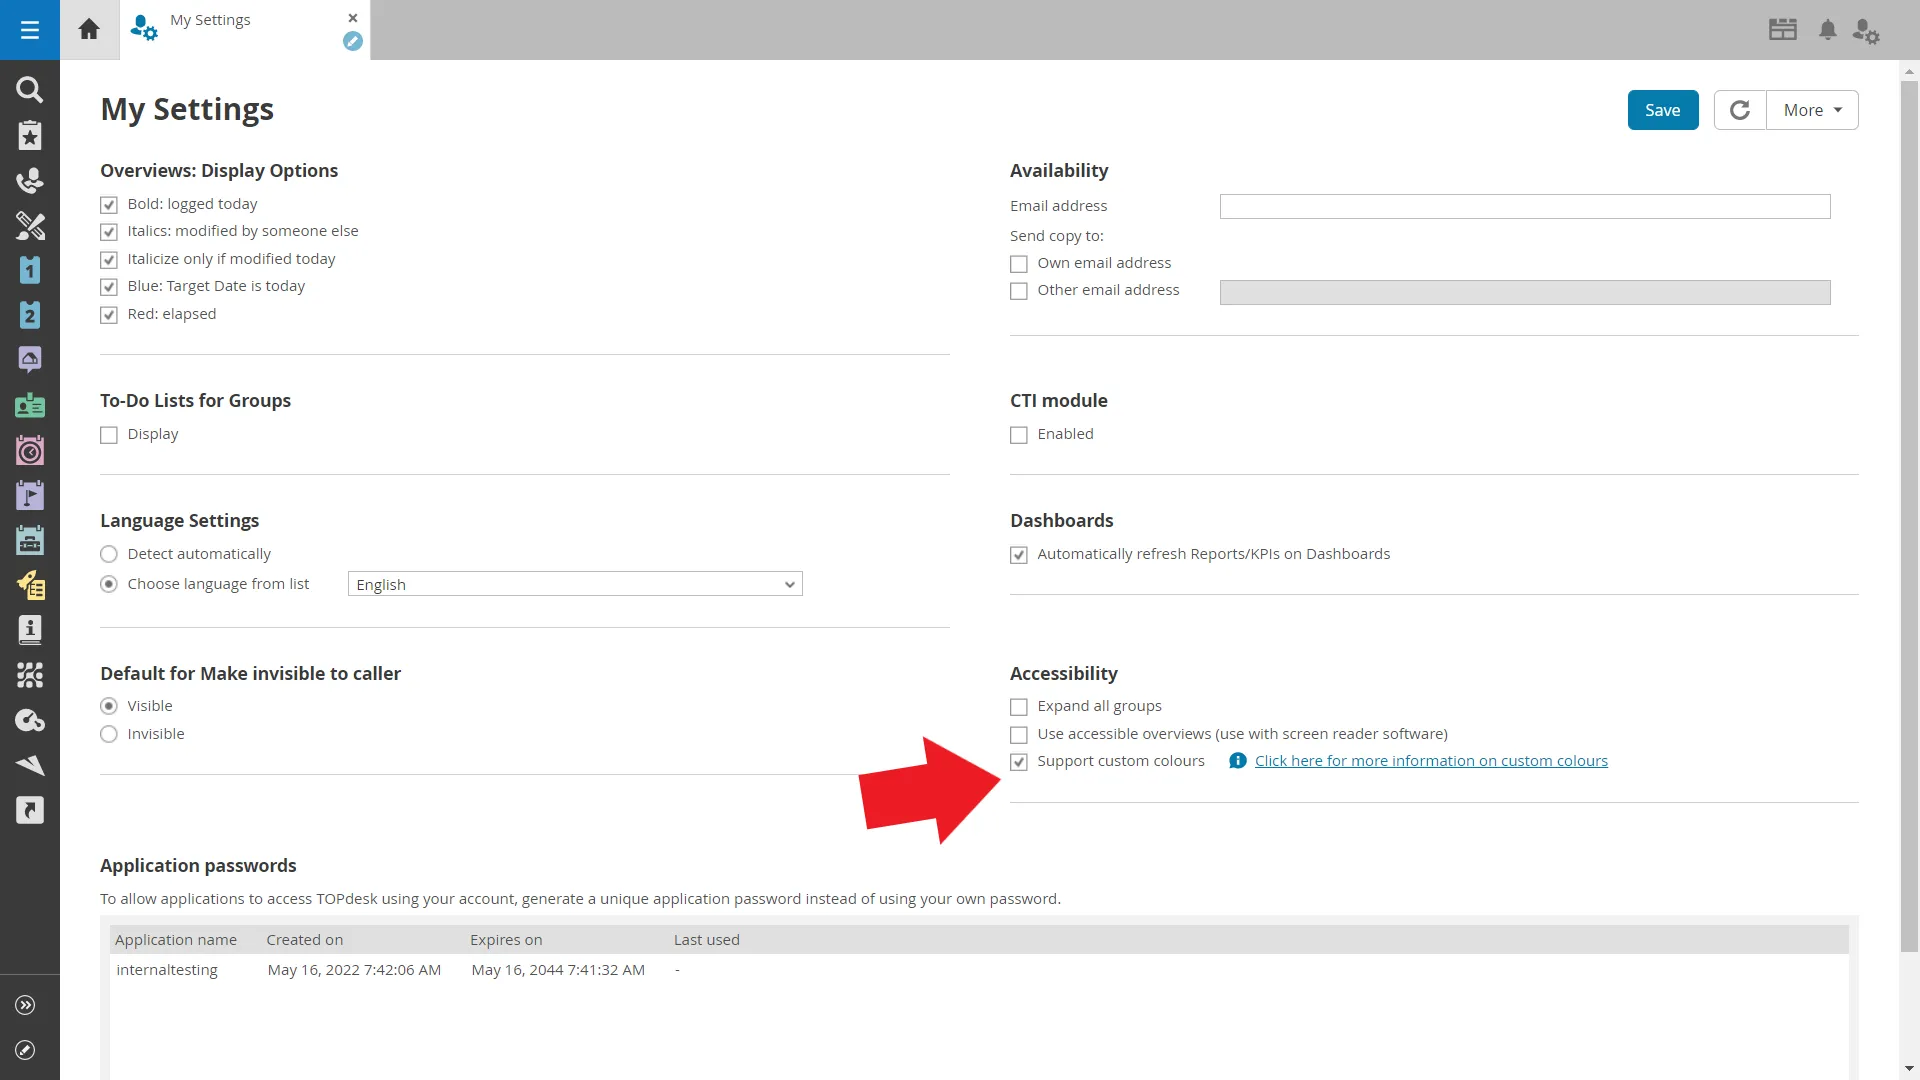 My Settings
My Settings
Save
More
Overviews: Display Options
Bold: logged today
Italics: modified by someone else
Italicize only if modified today
Blue: Target Date is today
Red: elapsed
Availability
Email address
Send copy to:
Own email address
Other email address
To-Do Lists for Groups
Display
CTI module
Enabled
Language Settings
Detect automatically
Choose language from list
English
Dashboards
Automatically refresh Reports/KPIs on Dashboards
Default for Make invisible to caller
Visible
Invisible
Accessibility
Expand all groups
Use accessible overviews (use with screen reader software)
Support custom colours Click here for more information on custom colours
Application passwords
To allow applications to access TOPdesk using your account, generate a unique application password instead of using your own password.
Application name Created on Expires on Last used
internaltesting May 16, 2022 7:42:06 AM May 16, 2044 7:41:32 AM -
1
2